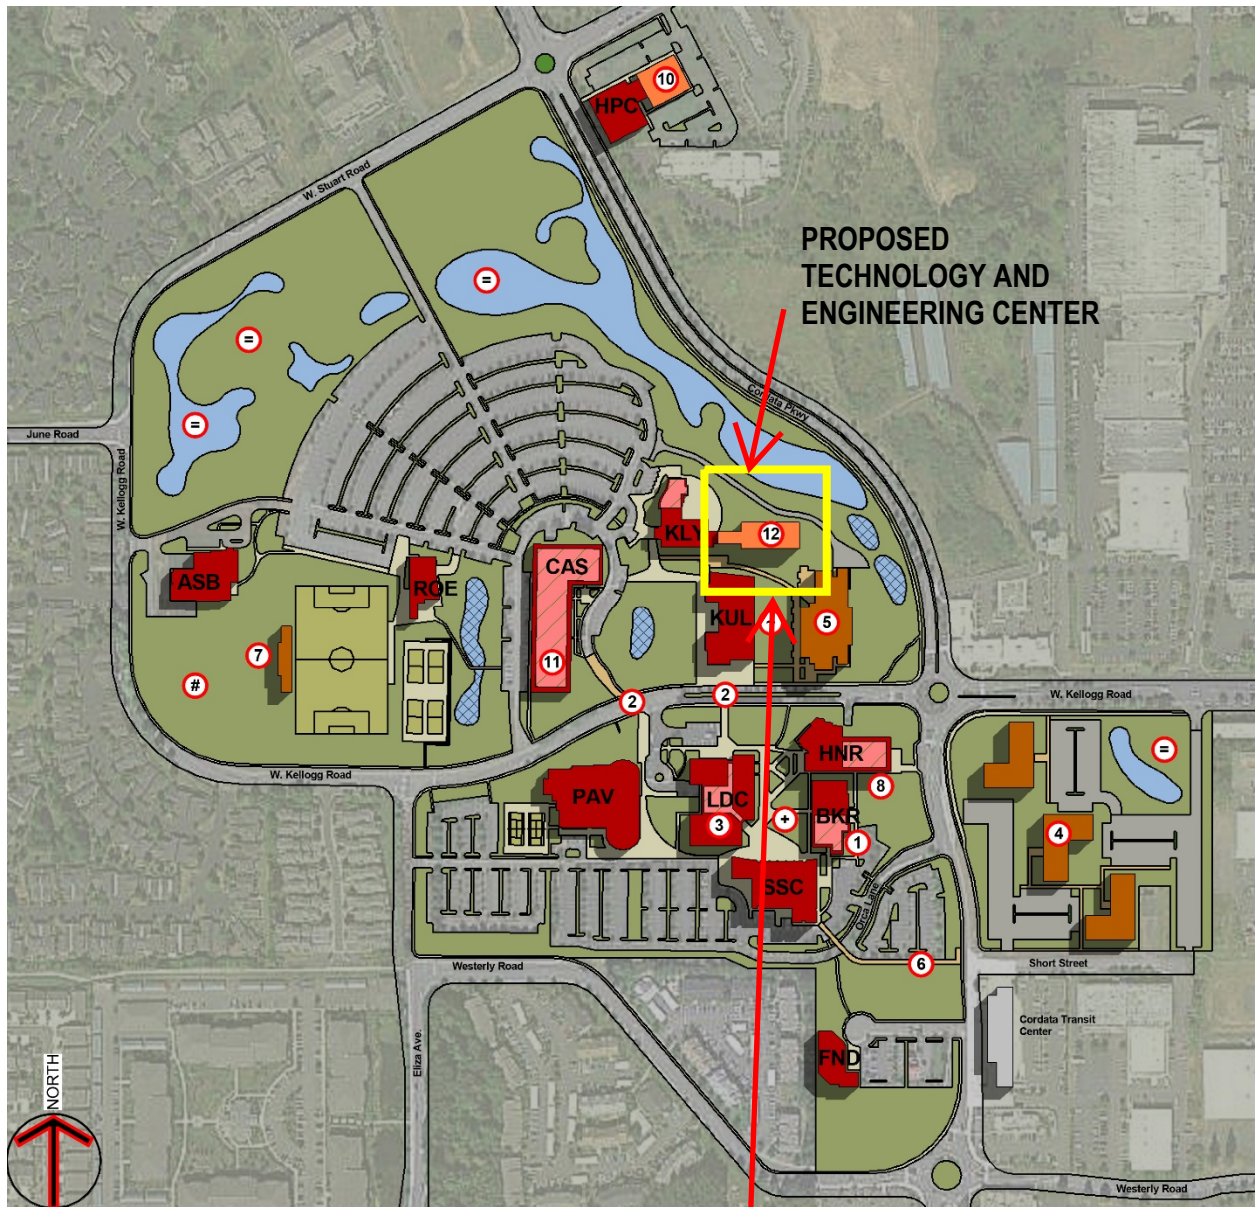 10
HPC
W. Stuart Road
PROPOSED
TECHNOLOGY AND
ENGINEERING CENTER
=
=
=
Cordata Pkwy
June Road
W. Kellogg Road
KLY
12
CAS
ASB
ROE
KUL
5
7
11
#
2
2
W. Kellogg Road
W. Kellogg Road
HNR
=
8
PAV
LDC
BKR
3
+
1
4
SSC
Orca Lane
6
Westerly Road
Short Street
Cordata Transit
Center
Eliza Ave.
FND
NORTH
Westerly Road